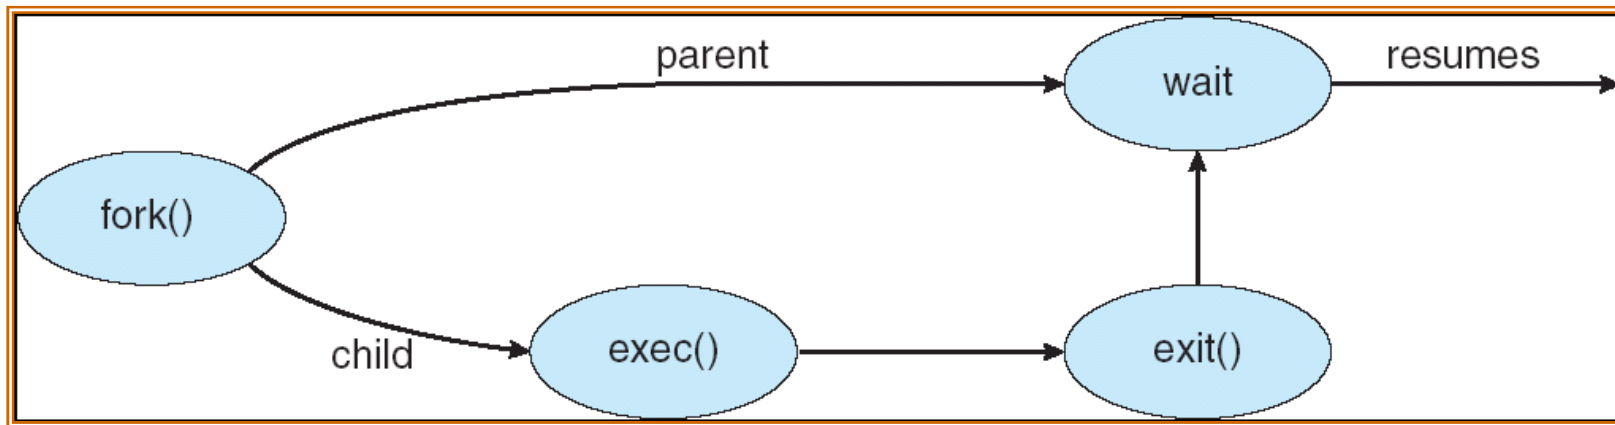 parent
wait
resumes
fork()
child
exec()
exit()